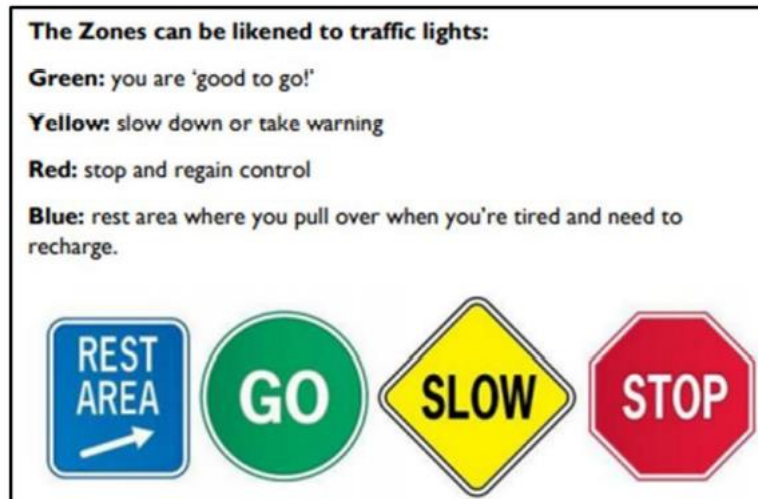 The Zones can be likened to traffic lights:
Green: you are ‘good to go!’
Yellow: slow down or take warning
Red: stop and regain control
Blue: rest area where you pull over when you’re tired and need to
recharge.
REST
AREA
GO
SLOW
STOP